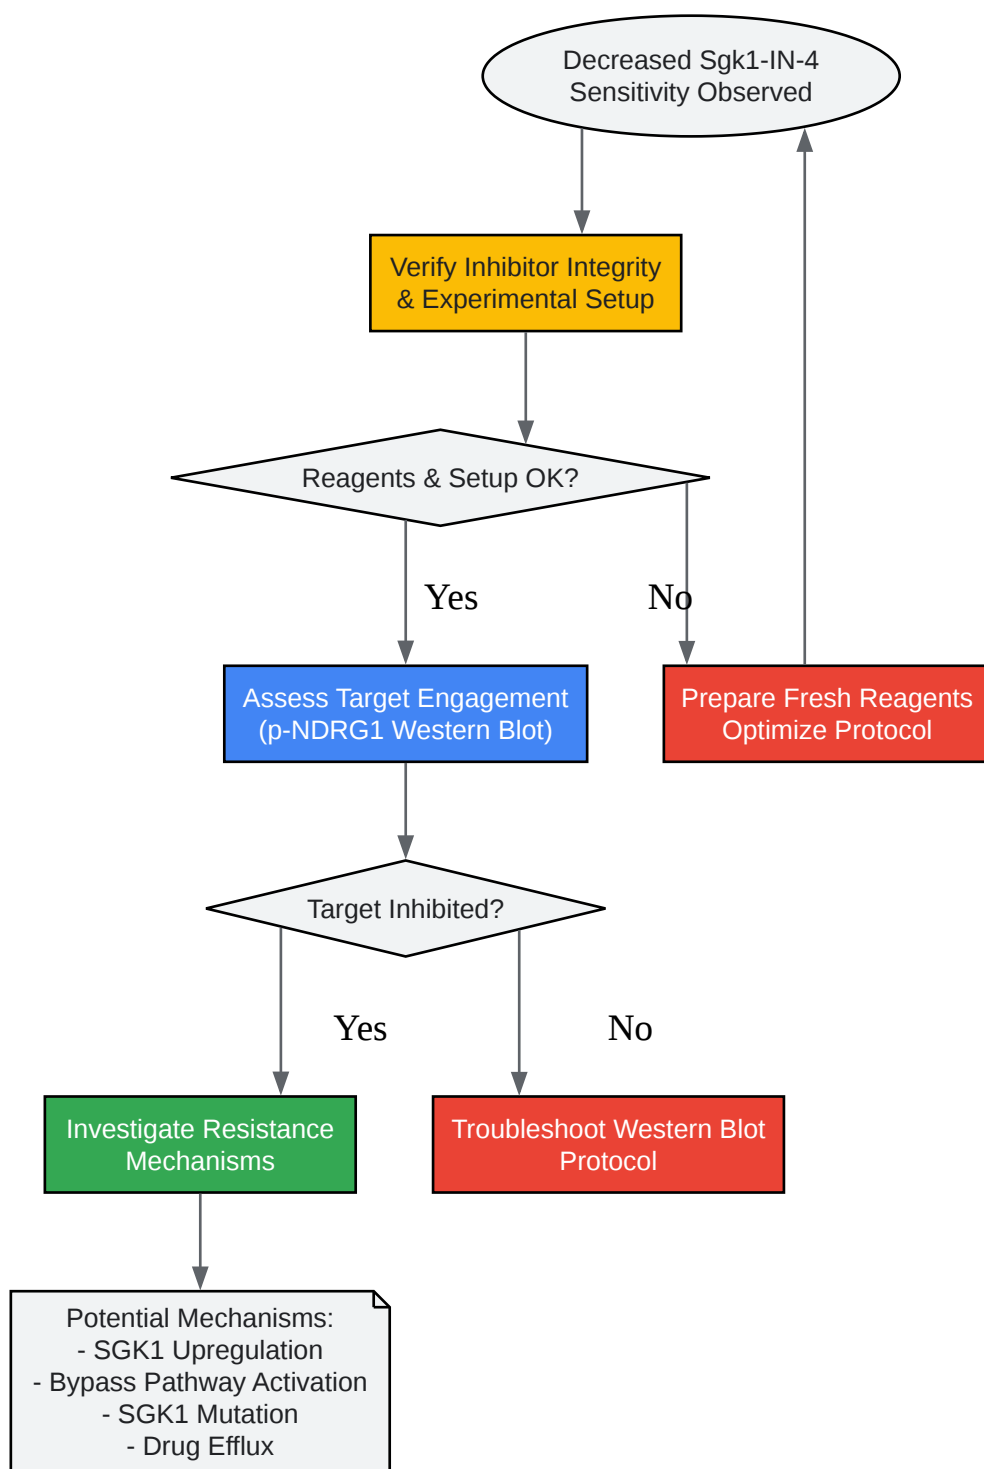 Decreased Sgk1-IN-4
Sensitivity Observed
Verify Inhibitor Integrity
& Experimental Setup
Reagents & Setup OK?
Yes
No
Assess Target Engagement
(p-NDRG1 Western Blot)
Prepare Fresh Reagents
Optimize Protocol
Target Inhibited?
Yes
No
Investigate Resistance
Mechanisms
Troubleshoot Western Blot
Protocol
Potential Mechanisms:
- SGK1 Upregulation
- Bypass Pathway Activation
- SGK1 Mutation
- Drug Efflux